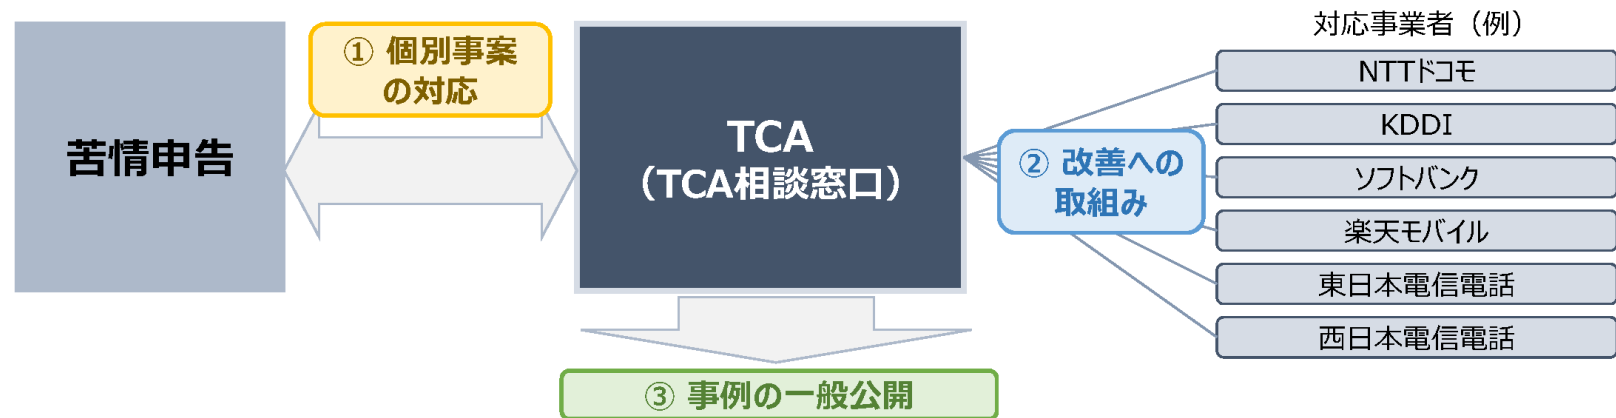 苦情申告
① 個別事案
の対応
TCA
（TCA相談窓口）
② 改善への
取組み
対応事業者（例）
NTTドコモ
KDDI
ソフトバンク
楽天モバイル
東日本電信電話
西日本電信電話
③ 事例の一般公開